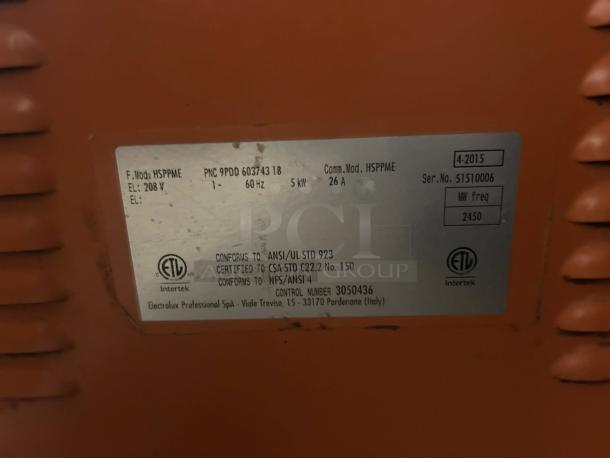 F.Mod. HSPPME PNC 9PDD 603743 18 Comm.Mod. HSPPME 4-2015
EL: 208 V 1~ 60 Hz 5 kW 26 A Ser.No. 51510006
EL:
MW freq
2450
PCI
GROUP
CONFORMS TO ANSI/UL STD 923
CERTIFIED TO CSA STD C22.2 No. 150
CONFORMS TO NFS/ANSI 4
CONTROL NUMBER 3050436
ETL
Intertek
ETL
Intertek
Electrolux Professional SpA - Viale Treviso, 15 - 33170 Pordenone (Italy)